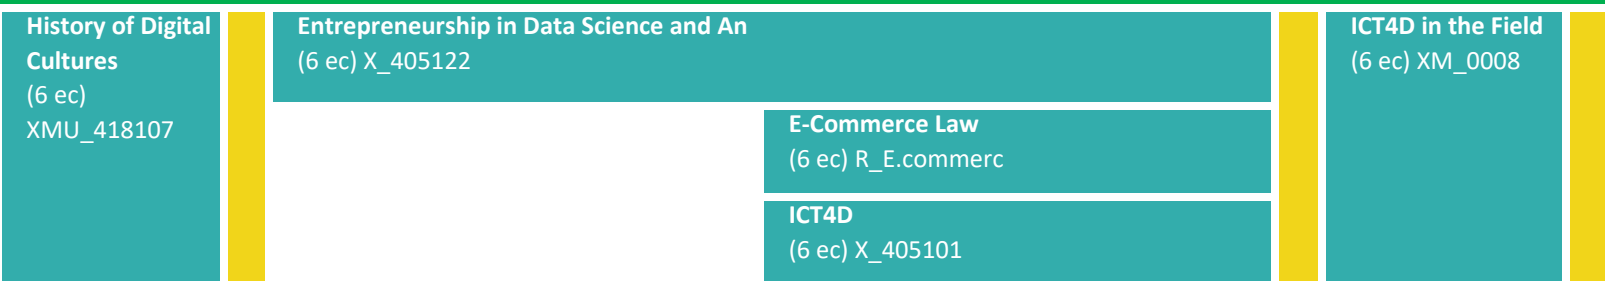 History of Digital
Cultures
(6 ec)
XMU_418107
Entrepreneurship in Data Science and An
(6 ec) X_405122
E-Commerce Law
(6 ec) R_E.commerc
ICT4D
(6 ec) X_405101
ICT4D in the Field
(6 ec) XM_0008